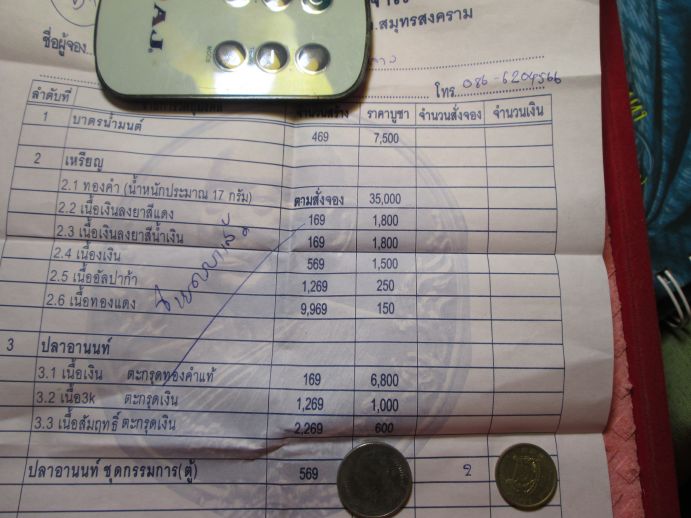 จ.สมุทรสงคราม
ชื่อผู้จอง
โทร. 086-6204566
AJ
ลำดับที่ จำนวนสร้าง ราคาบูชา จำนวนสั่งจอง จำนวนเงิน
1 บาตรน้ำมนต์ 469 7,500
2 เหรียญ
2.1 ทองคำ (น้ำหนักประมาณ 17 กรัม) ตามสั่งจอง 35,000
2.2 เนื้อเงินลงยาสีแดง 169 1,800
2.3 เนื้อเงินลงยาสีน้ำเงิน 169 1,800
2.4 เนื้องเงิน 569 1,500
2.5 เนื้ออัลปาก้า 1,269 250
2.6 เนื้อทองแดง 9,969 150
3 ปลาอานนท์
3.1 เนื้อเงิน ตะกรุดทองคำแท้ 169 6,800
3.2 เนื้อ3k ตะกรุดเงิน 1,269 1,000
3.3 เนื้อสัมฤทธิ์ ตะกรุดเงิน 2,269 600
ปลาอานนท์ ชุดกรรมการ(ตู้) 569 2